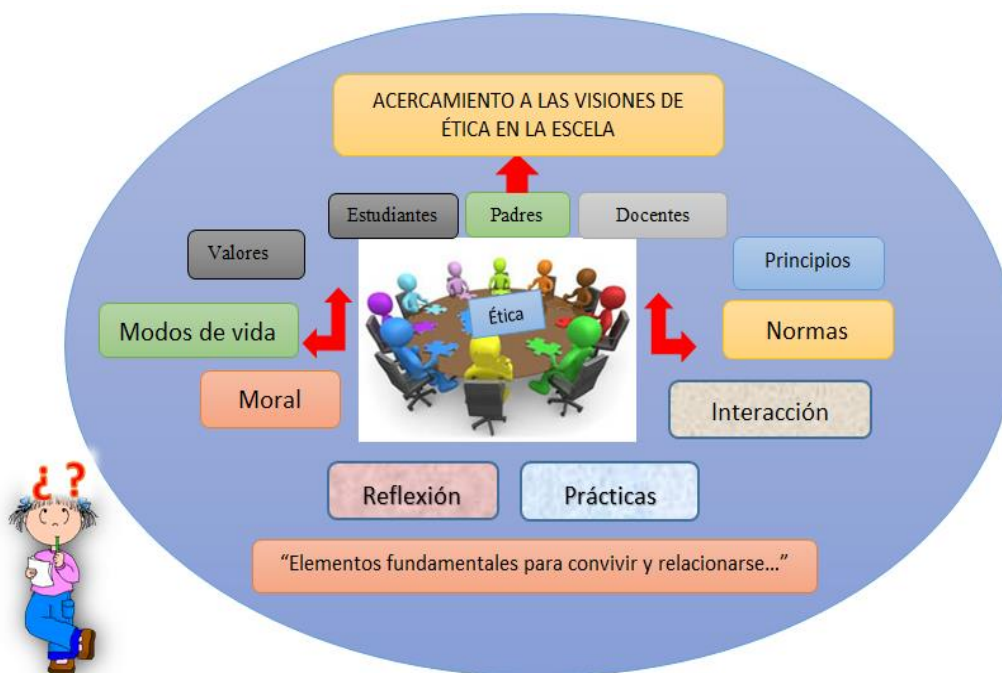 ACERCAMIENTO A LAS VISIONES DE
ÉTICA EN LA ESCELA
Estudiantes
Padres
Docentes
Valores
Principios
Ética
Modos de vida
Normas
Moral
Interacción
¿?
Reflexión
Prácticas
“Elementos fundamentales para convivir y relacionarse...”